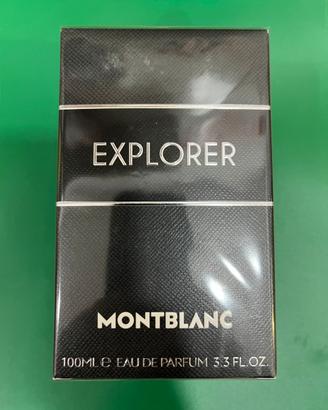 EXPLORER
MONTBLANC
100ML ℮ EAU DE PARFUM 3.3 FL.OZ.